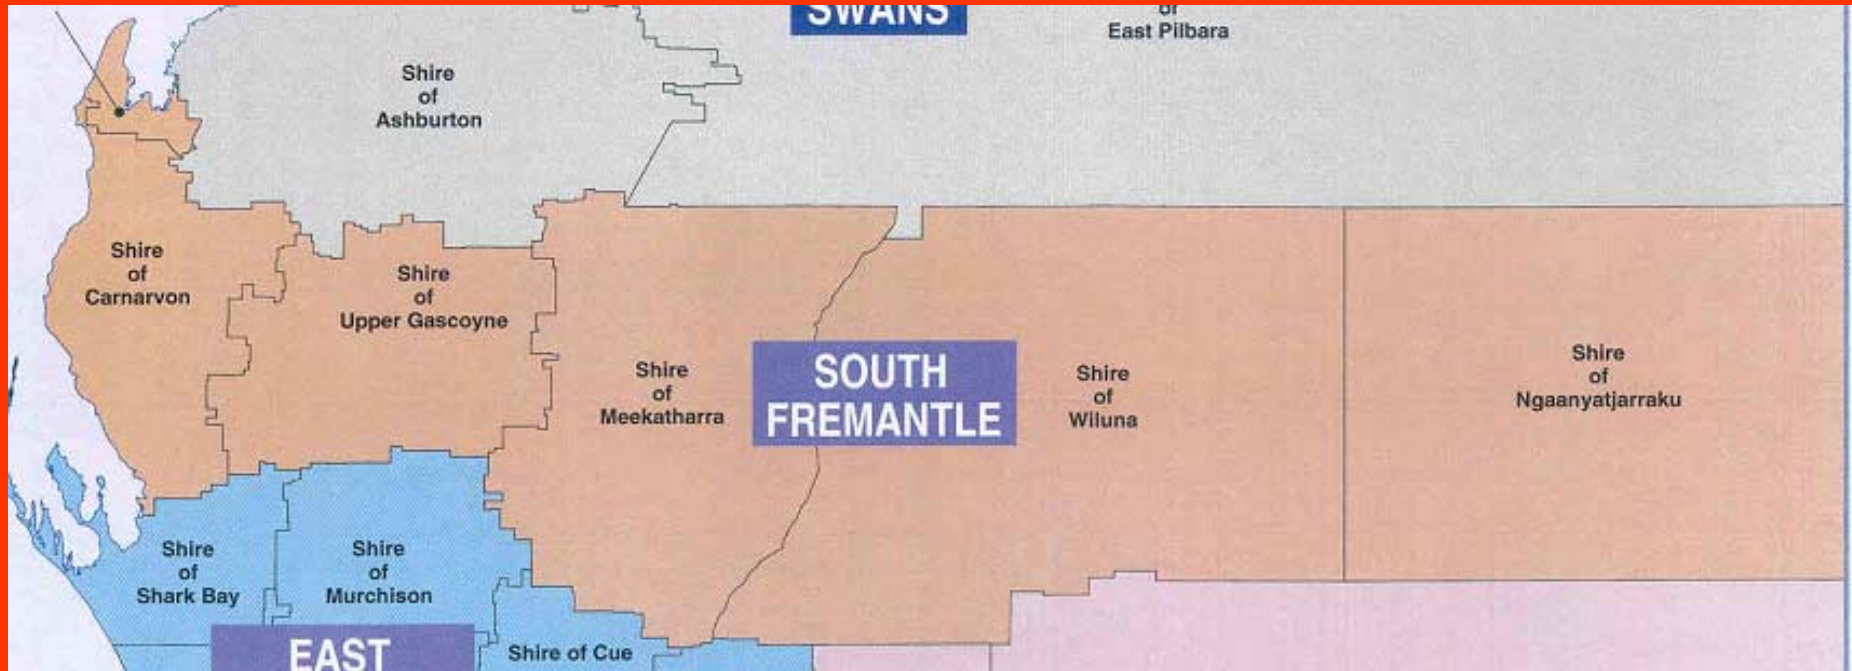 SWANS
of
East Pilbara
Shire
of
Ashburton
Shire
of
Carnarvon
Shire
of
Upper Gascoyne
Shire
of
Meekatharra
SOUTH
FREMANTLE
Shire
of
Wiluna
Shire
of
Ngaanyatjarraku
Shire
of
Shark Bay
Shire
of
Murchison
EAST
Shire of Cue